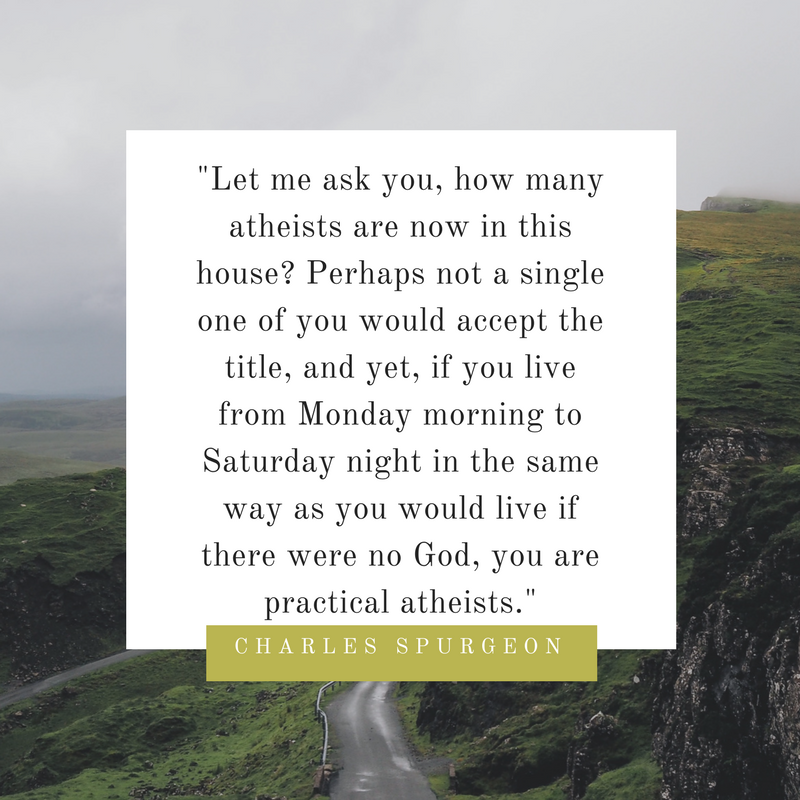 "Let me ask you, how many
atheists are now in this
house? Perhaps not a single
one of you would accept the
title, and yet, if you live
from Monday morning to
Saturday night in the same
way as you would live if
there were no God, you are
practical atheists."
CHARLES SPURGEON